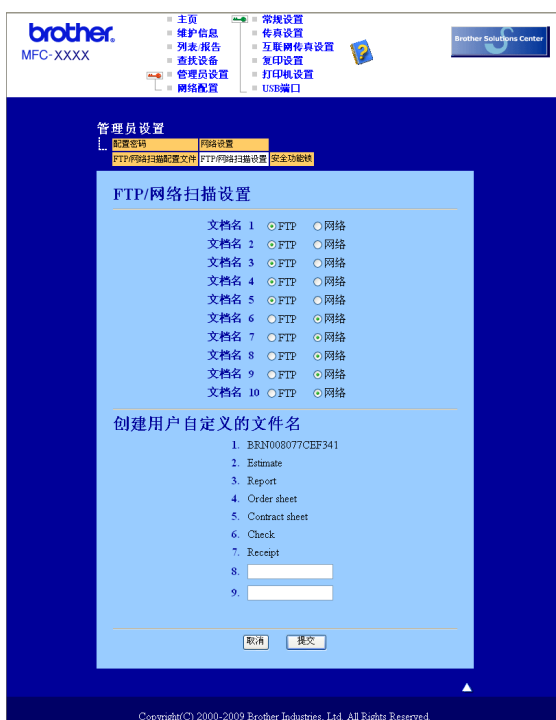 brother.
MFC-XXXX
主页
维护信息
列表/报告
查找设备
管理员设置
网络配置
常规设置
传真设置
互联网传真设置
复印设置
打印机设置
USB端口
Brother Solutions Center
管理员设置
配置密码 网络设置
FTP/网络扫描配置文件 FTP/网络扫描设置 安全功能锁
FTP/网络扫描设置
文档名 1 FTP 网络
文档名 2 FTP 网络
文档名 3 FTP 网络
文档名 4 FTP 网络
文档名 5 FTP 网络
文档名 6 FTP 网络
文档名 7 FTP 网络
文档名 8 FTP 网络
文档名 9 FTP 网络
文档名 10 FTP 网络
创建用户自定义的文件名
1. BRN008077CEF341
2. Estimate
3. Report
4. Order sheet
5. Contract sheet
6. Check
7. Receipt
8.
9.
取消 提交
Copyright(C) 2000-2009 Brother Industries, Ltd. All Rights Reserved.